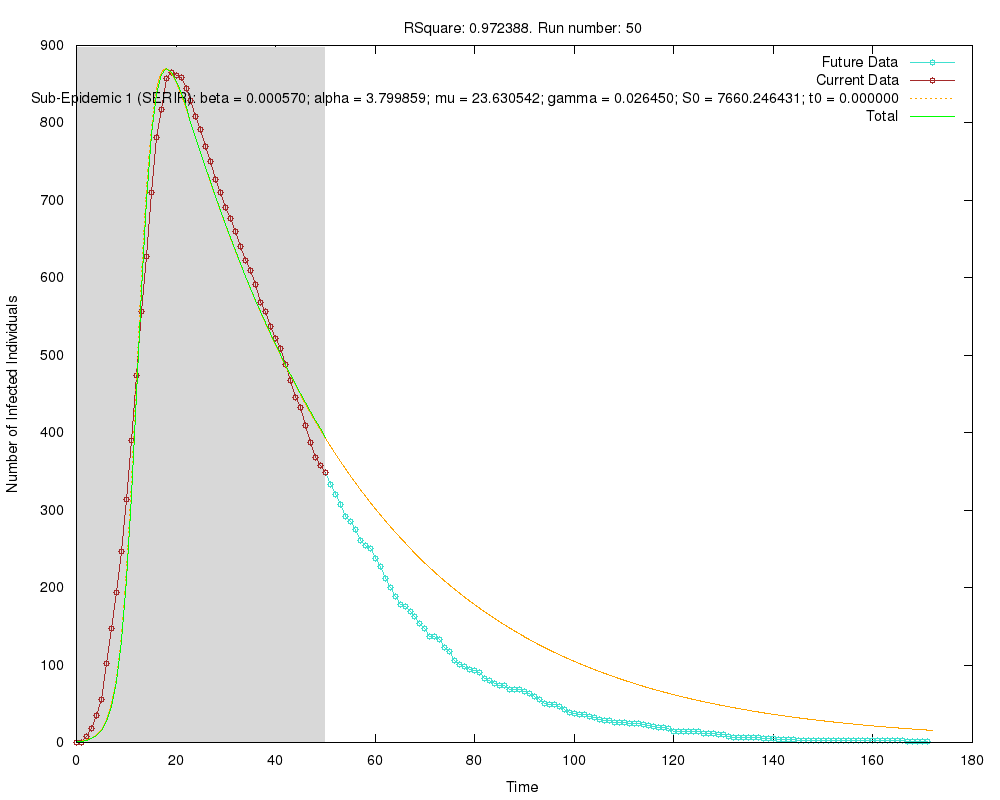 RSquare: 0.972388. Run number: 50
900
800
700
600
500
400
300
200
100
0
Number of Infected Individuals
Future Data
Current Data
Sub-Epidemic 1 (SEIRIR); beta = 0.000570; alpha = 3.799859; mu = 23.630542; gamma = 0.026450; S0 = 7660.246431; t0 = 0.000000
Total
0 20 40 60 80 100 120 140 160 180
Time